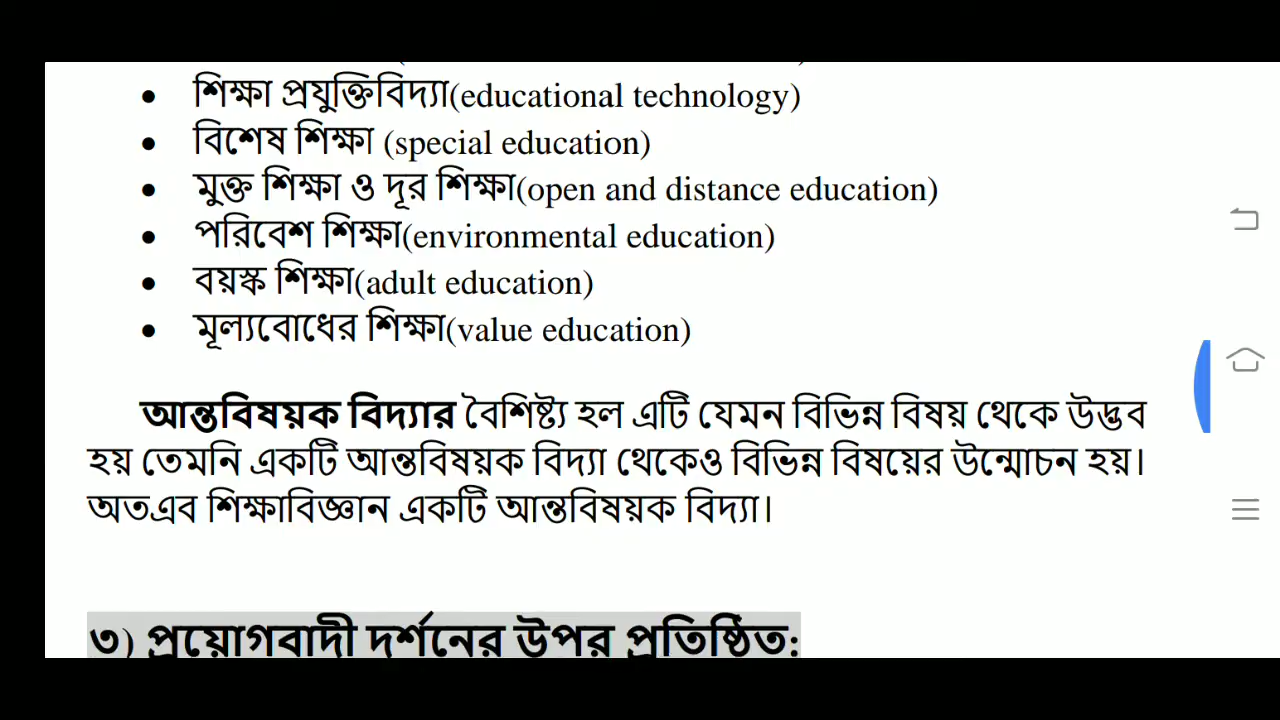 • শিক্ষা প্রযুক্তিবিদ্যা(educational technology)
• বিশেষ শিক্ষা (special education)
• মুক্ত শিক্ষা ও দূর শিক্ষা(open and distance education)
• পরিবেশ শিক্ষা(environmental education)
• বয়স্ক শিক্ষা(adult education)
• মূল্যবোধের শিক্ষা(value education)
আন্তবিষয়ক বিদ্যার বৈশিষ্ট্য হল এটি যেমন বিভিন্ন বিষয় থেকে উদ্ভব
হয় তেমনি একটি আন্তবিষয়ক বিদ্যা থেকেও বিভিন্ন বিষয়ের উন্মোচন হয়।
অতএব শিক্ষাবিজ্ঞান একটি আন্তবিষয়ক বিদ্যা।
৩) প্রয়োগবাদী দর্শনের উপর প্রতিষ্ঠিত: